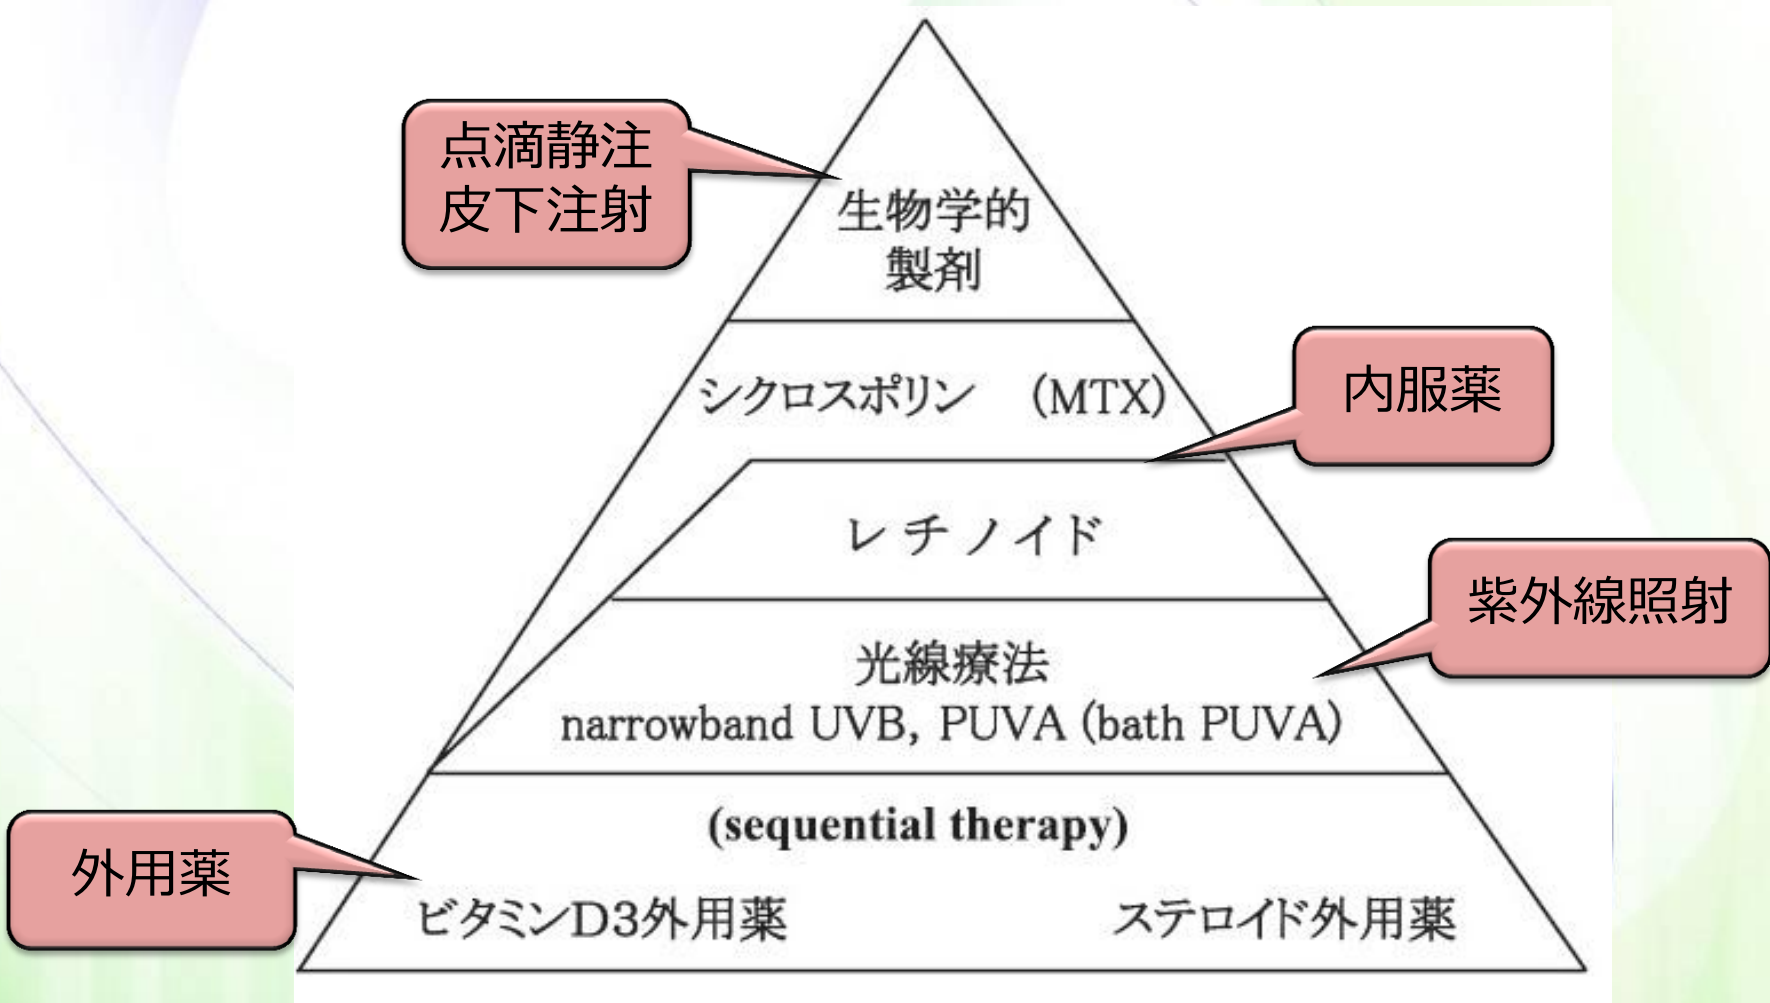 点滴静注
皮下注射
生物学的
製剤
シクロスポリン (MTX)
内服薬
レチノイド
紫外線照射
光線療法
narrowband UVB, PUVA (bath PUVA)
(sequential therapy)
外用薬
ビタミンD3外用薬 ステロイド外用薬